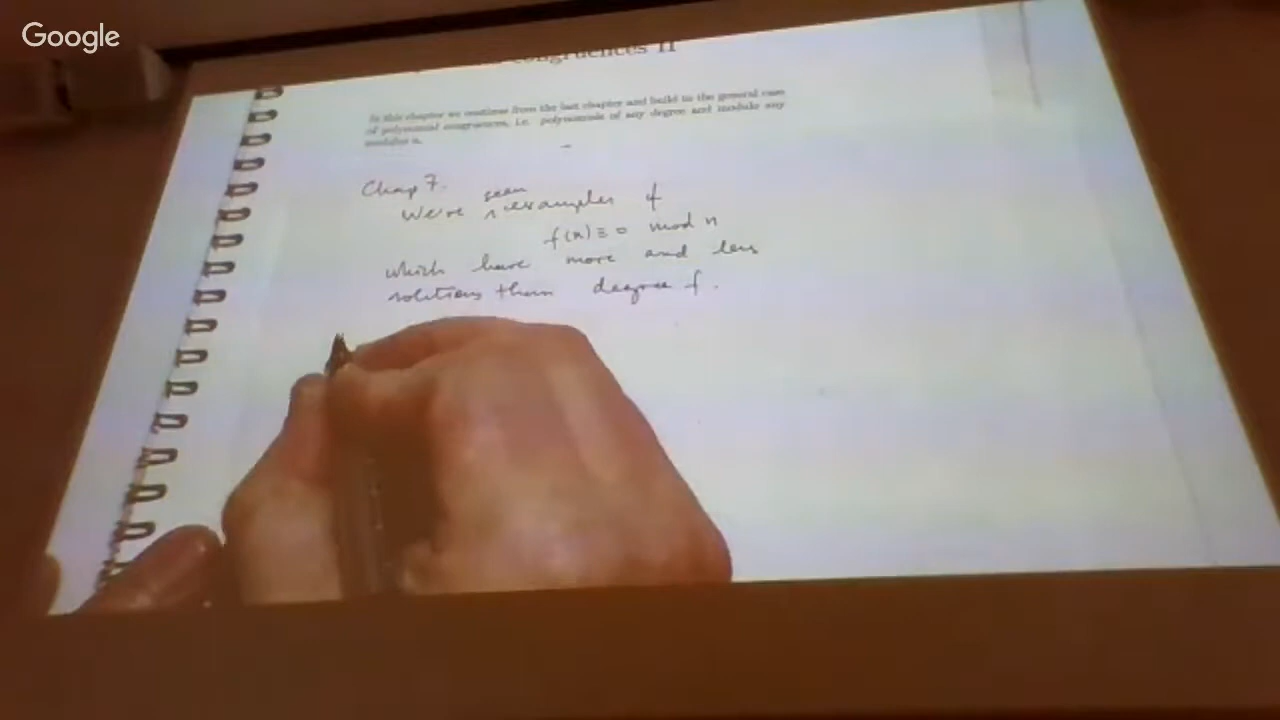 Google
congruences II
In this chapter we continue from the last chapter and build to the general case
of polynomial congruences, i.e. polynomials of any degree and modulo any
modulus n.
Chap 7.
We've seen examples of
f(x) ≡ 0 mod n
which have more and less
solutions than degree f.